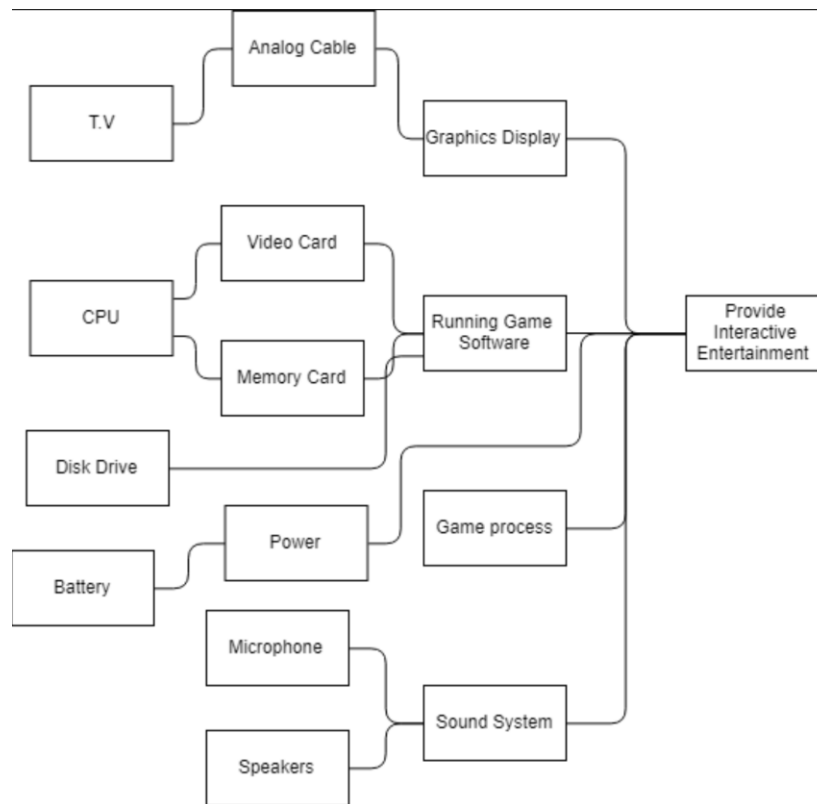 Analog Cable
T.V
Graphics Display
Video Card
CPU
Running Game
Software
Provide
Interactive
Entertainment
Memory Card
Disk Drive
Game process
Power
Battery
Microphone
Sound System
Speakers